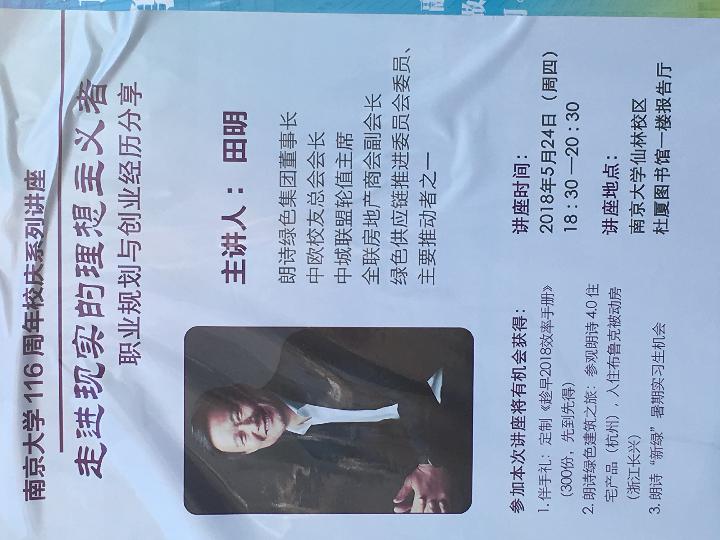 南京大学 116 周年校庆系列讲座
走进现实的理想主义者
职业规划与创业经历分享
主讲人：田明
朗诗绿色集团董事长
中欧校友总会会长
中城联盟轮值主席
全联房地产商会副会长
绿色供应链推进委员会委员、
主要推动者之一
参加本次讲座将有机会获得：
1. 伴手礼：定制《趁早2018效率手册》
（300份，先到先得）
2. 朗诗绿色建筑之旅：参观朗诗 4.0 住
宅产品（杭州），入住布鲁克被动房
（浙江长兴）
3. 朗诗“新绿”暑期实习生机会
讲座时间：
2018年5月24日（周四）
18：30—20：30
讲座地点：
南京大学仙林校区
杜厦图书馆一楼报告厅